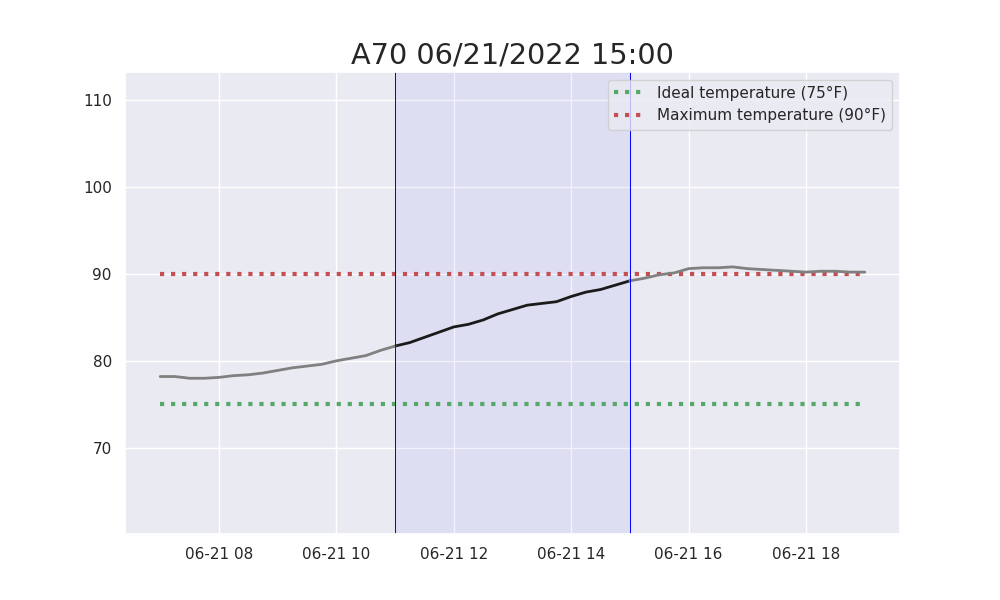 A70 06/21/2022 15:00
Ideal temperature (75°F)
Maximum temperature (90°F)
110
100
90
80
70
06-21 08 06-21 10 06-21 12 06-21 14 06-21 16 06-21 18